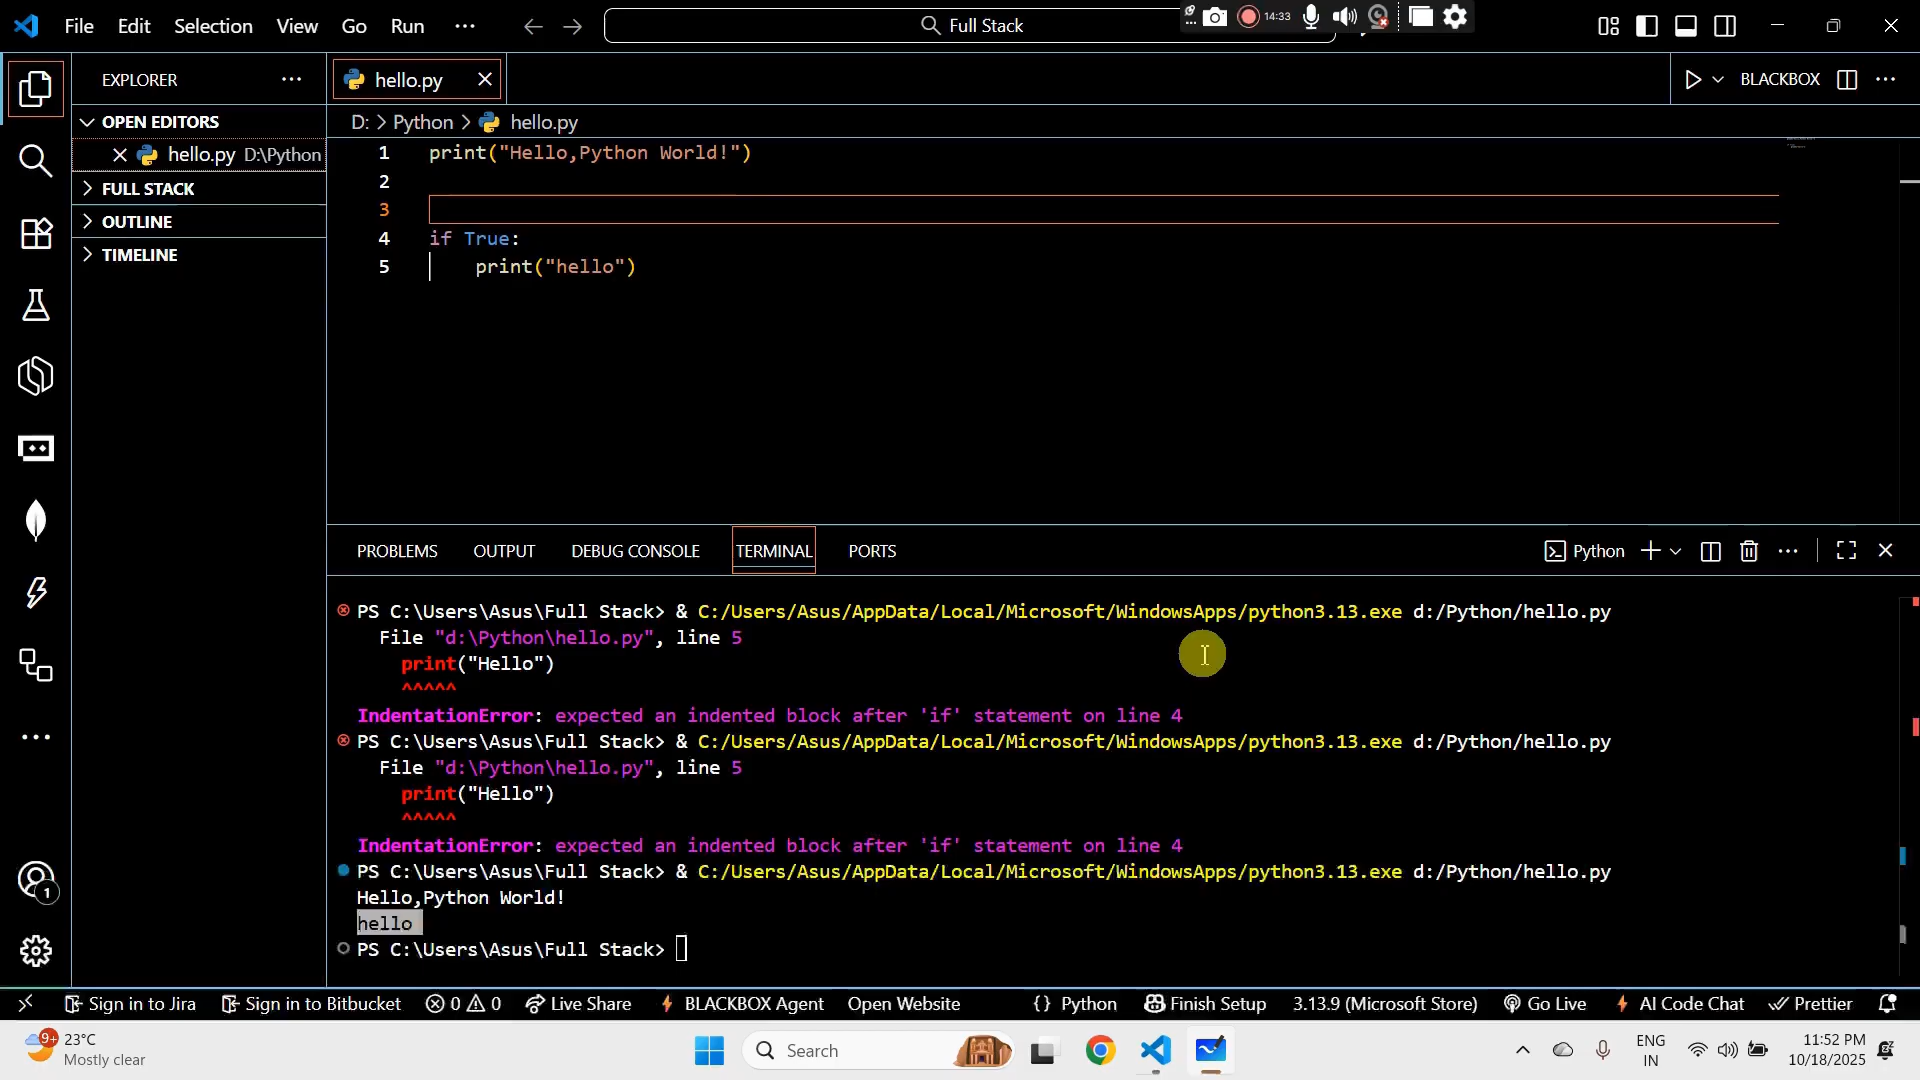 File Edit Selection View Go Run
Full Stack
14:33
EXPLORER
hello.py
BLACKBOX
OPEN EDITORS
D: > Python > hello.py
hello.py D:\Python
FULL STACK
OUTLINE
TIMELINE
1 print("Hello,Python World!")
2
3
4 if True:
5 print("hello")
PROBLEMS OUTPUT DEBUG CONSOLE TERMINAL PORTS
Python
PS C:\Users\Asus\Full Stack> & C:/Users/Asus/AppData/Local/Microsoft/WindowsApps/python3.13.exe d:/Python/hello.py
File "d:\Python\hello.py", line 5
print("Hello")
^^^^^
IndentationError: expected an indented block after 'if' statement on line 4
PS C:\Users\Asus\Full Stack> & C:/Users/Asus/AppData/Local/Microsoft/WindowsApps/python3.13.exe d:/Python/hello.py
File "d:\Python\hello.py", line 5
print("Hello")
^^^^^
IndentationError: expected an indented block after 'if' statement on line 4
PS C:\Users\Asus\Full Stack> & C:/Users/Asus/AppData/Local/Microsoft/WindowsApps/python3.13.exe d:/Python/hello.py
Hello,Python World!
hello
PS C:\Users\Asus\Full Stack>
1
Sign in to Jira Sign in to Bitbucket 0 0 Live Share BLACKBOX Agent Open Website {} Python Finish Setup 3.13.9 (Microsoft Store) Go Live AI Code Chat Prettier
9+
23°C
Mostly clear
Search
ENG
IN
11:52 PM
10/18/2025